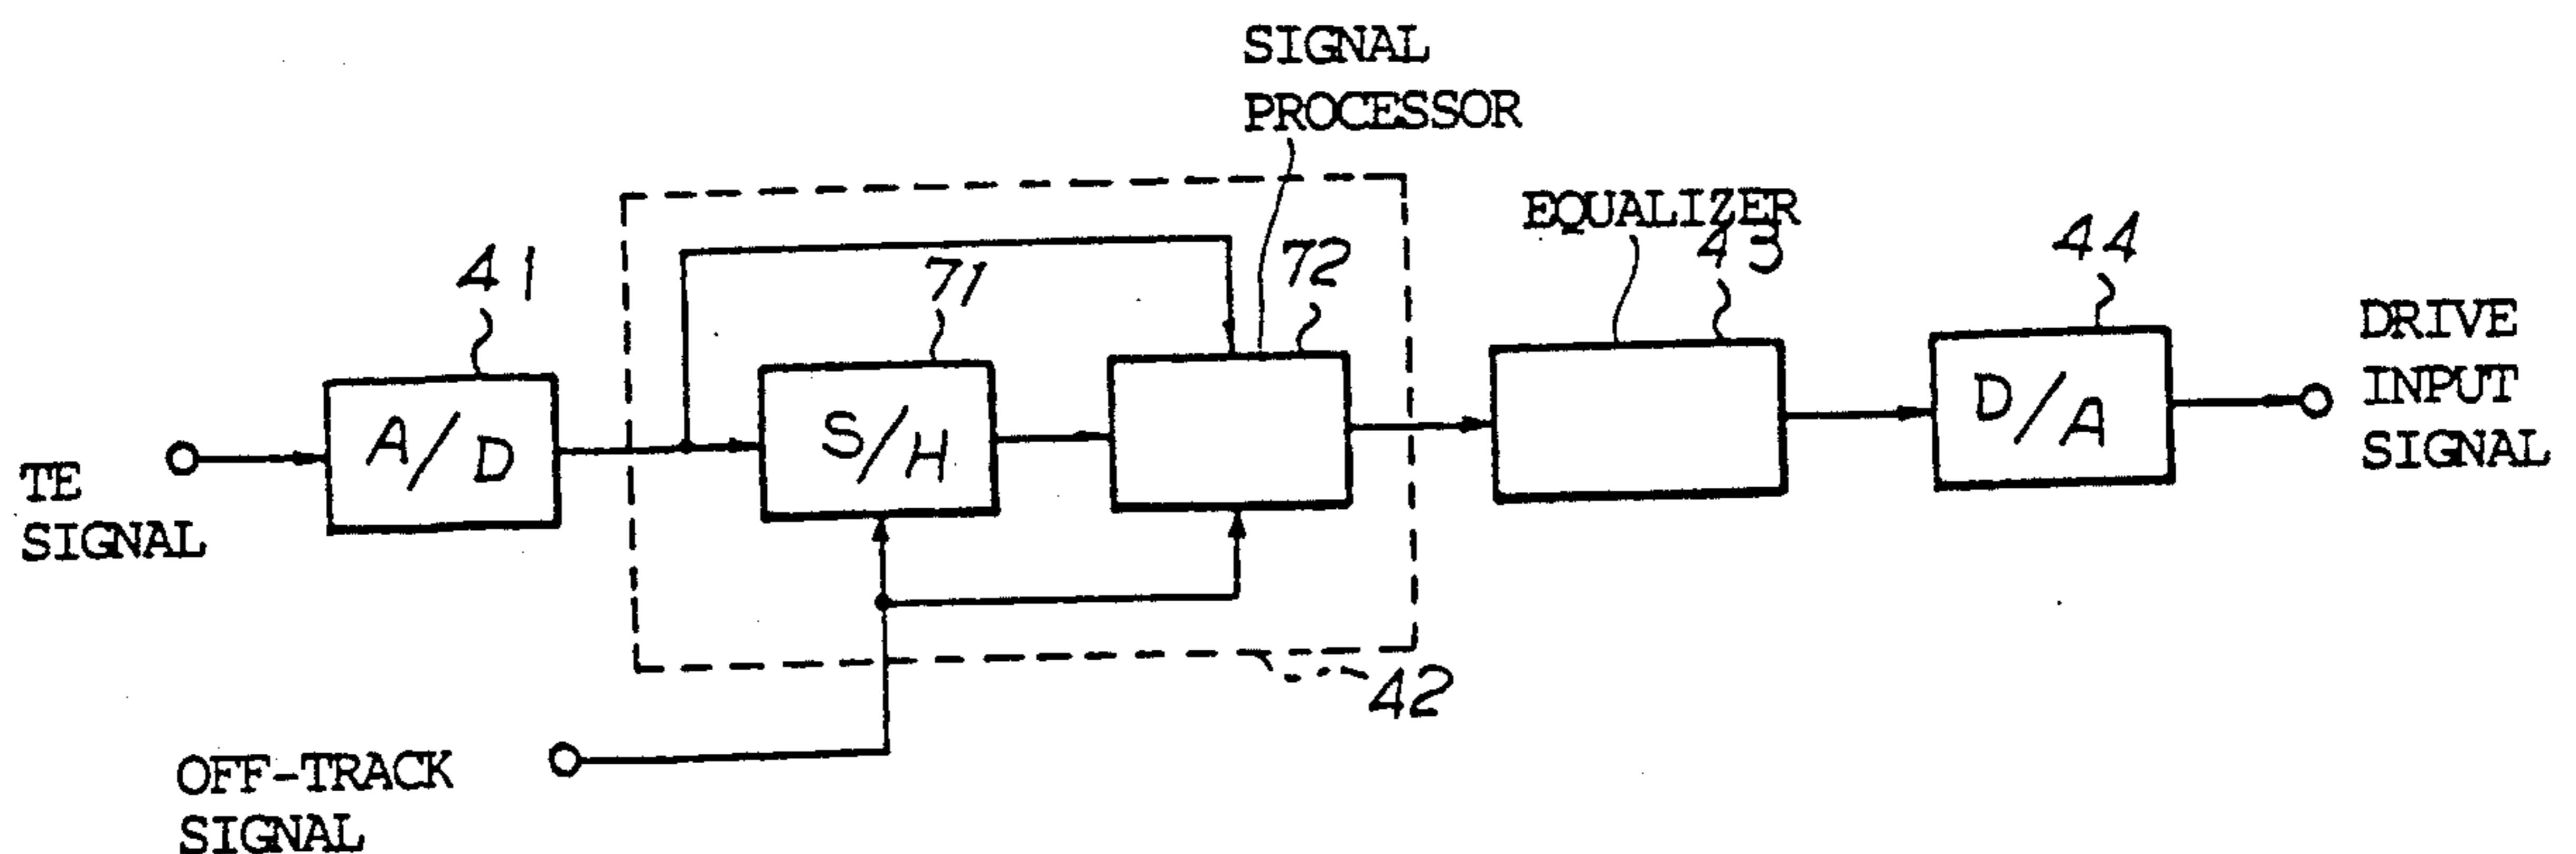 SIGNAL
PROCESSOR
EQUALIZER
41
71
72
43
44
A/D
S/H
D/A
TE
SIGNAL
DRIVE
INPUT
SIGNAL
42
OFF-TRACK
SIGNAL